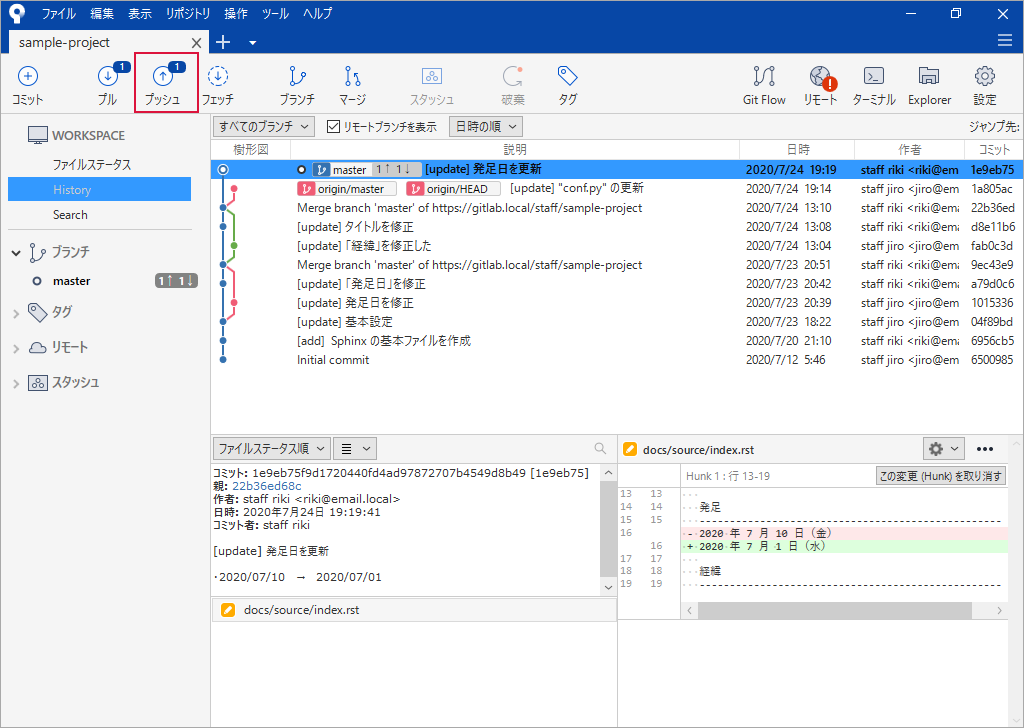 ファイル 編集 表示 リポジトリ 操作 ツール ヘルプ
sample-project
1 1
コミット プル プッシュ フェッチ ブランチ マージ スタッシュ 破棄 タグ Git Flow リモート ターミナル Explorer 設定
WORKSPACE
ファイルステータス
History
Search
ブランチ
master 1↑ 1↓
タグ
リモート
スタッシュ
すべてのブランチ リモートブランチを表示 日時の順 ジャンプ先:
樹形図 説明 日時 作者 コミット
master 1↑ 1↓ [update] 発足日を更新 2020/7/24 19:19 staff riki <riki@em 1e9eb75
origin/master origin/HEAD [update] "conf.py" の更新 2020/7/24 19:14 staff jiro <jiro@em 1a805ac
Merge branch 'master' of https://gitlab.local/staff/sample-project 2020/7/24 13:10 staff riki <riki@ema 22b36ed
[update] タイトルを修正 2020/7/24 13:08 staff riki <riki@ema d8e11b6
[update] 「経緯」を修正した 2020/7/24 13:04 staff jiro <jiro@em fab0c3d
Merge branch 'master' of https://gitlab.local/staff/sample-project 2020/7/23 20:51 staff riki <riki@ema 9ec43e9
[update] 「発足日」を修正 2020/7/23 20:42 staff riki <riki@ema a79d0c6
[update] 発足日を修正 2020/7/23 20:39 staff jiro <jiro@em 1015336
[update] 基本設定 2020/7/23 18:22 staff jiro <jiro@em 04f89bd
[add] Sphinx の基本ファイルを作成 2020/7/20 21:10 staff riki <riki@ema 6956cb5
Initial commit 2020/7/12 5:46 staff jiro <jiro@em 6500985
ファイルステータス順
コミット: 1e9eb75f9d1720440fd4ad97872707b4549d8b49 [1e9eb75]
親: 22b36ed68c
作者: staff riki <riki@email.local>
日時: 2020年7月24日 19:19:41
コミット者: staff riki
[update] 発足日を更新
･2020/07/10 → 2020/07/01
docs/source/index.rst
docs/source/index.rst
Hunk 1 : 行 13-19 この変更 (Hunk) を取り消す
13 13
14 14 発足
15 15 ----------------------------------------
16 - 2020 年 7 月 10 日（金）
16 + 2020 年 7 月 1 日（水）
17 17
18 18 経緯
19 19 ----------------------------------------